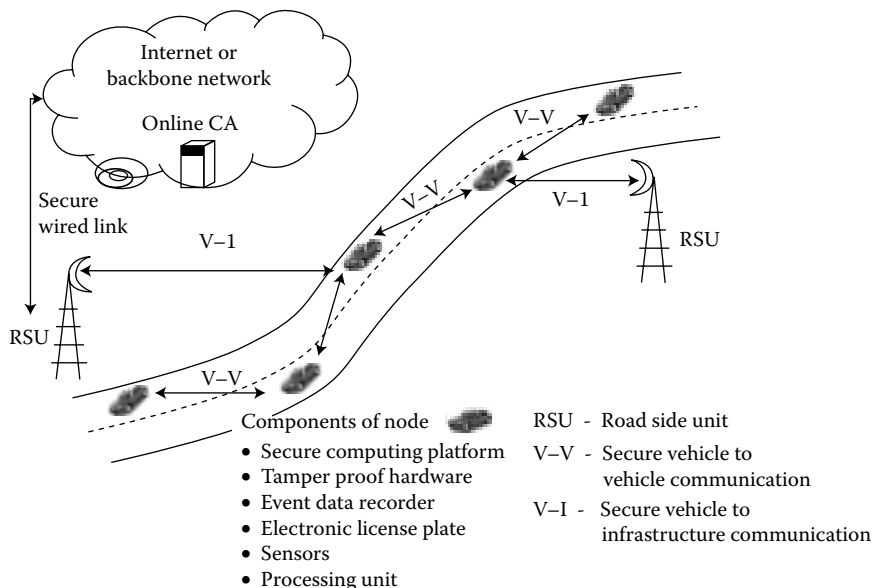 Internet or
backbone network
Online CA
Secure
wired link
RSU
V–1
V–V
V–V
V–V
V–1
RSU
Components of node
• Secure computing platform
• Tamper proof hardware
• Event data recorder
• Electronic license plate
• Sensors
• Processing unit
RSU - Road side unit
V–V - Secure vehicle to
vehicle communication
V–I - Secure vehicle to
infrastructure communication